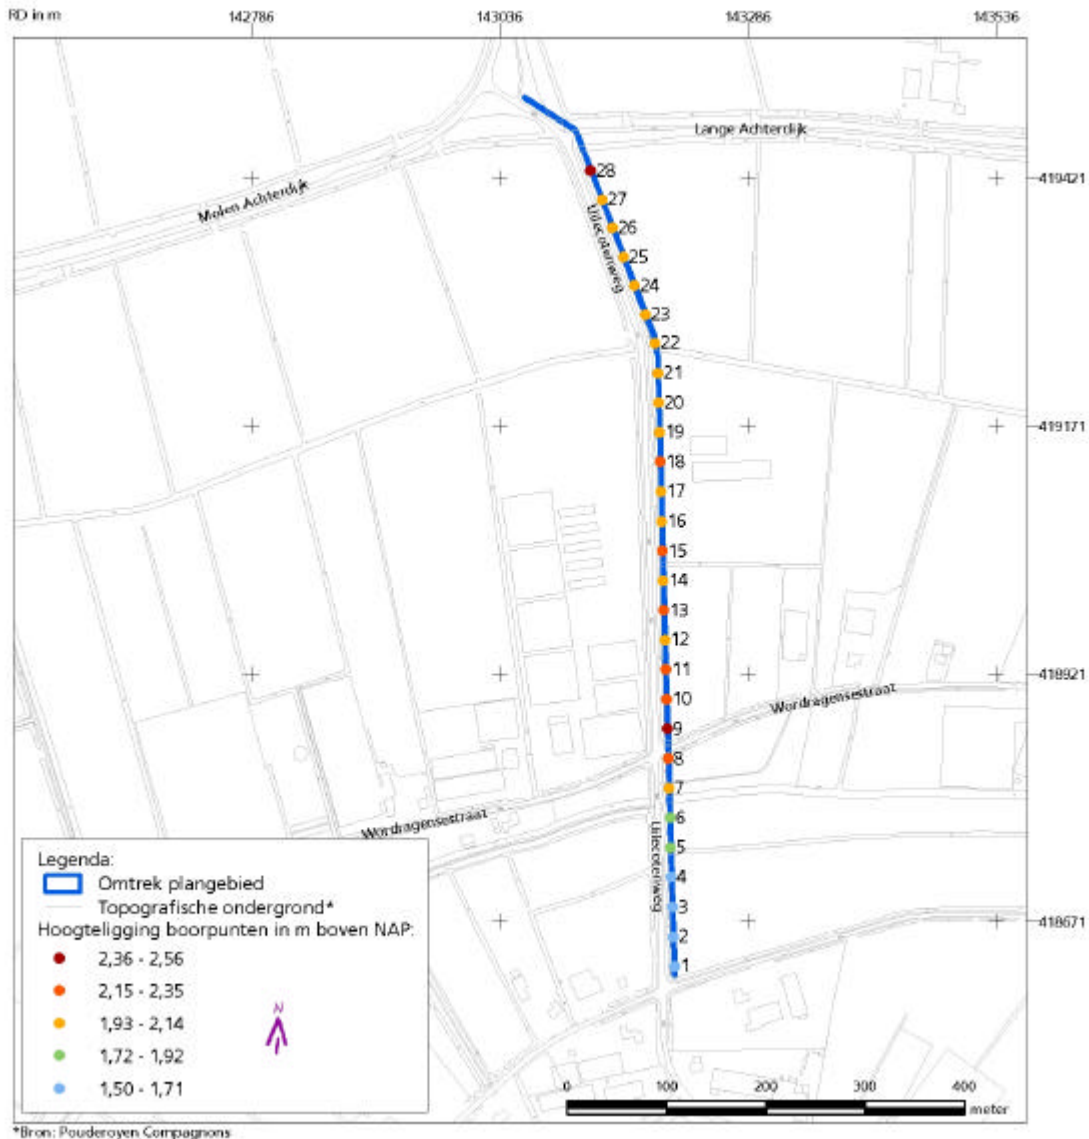 RD in m
142786 143036 143286 143536
Lange Achterdijk
28
419421
Molen Achterdijk
27
Uilecotenweg
26
25
24
23
22
21
20
419171
19
18
17
16
15
14
13
12
11
418921
10
Wordragensestraat
9
8
7
6
Wordragensestraat
5
Uilecotenweg
4
3
418671
2
1
Legenda:
Omtrek plangebied
Topografische ondergrond*
Hoogteligging boorpunten in m boven NAP:
2,36 - 2,56
2,15 - 2,35
1,93 - 2,14
1,72 - 1,92
1,50 - 1,71
N
0 100 200 300 400
meter
*Bron: Pouderoyen Compagnons